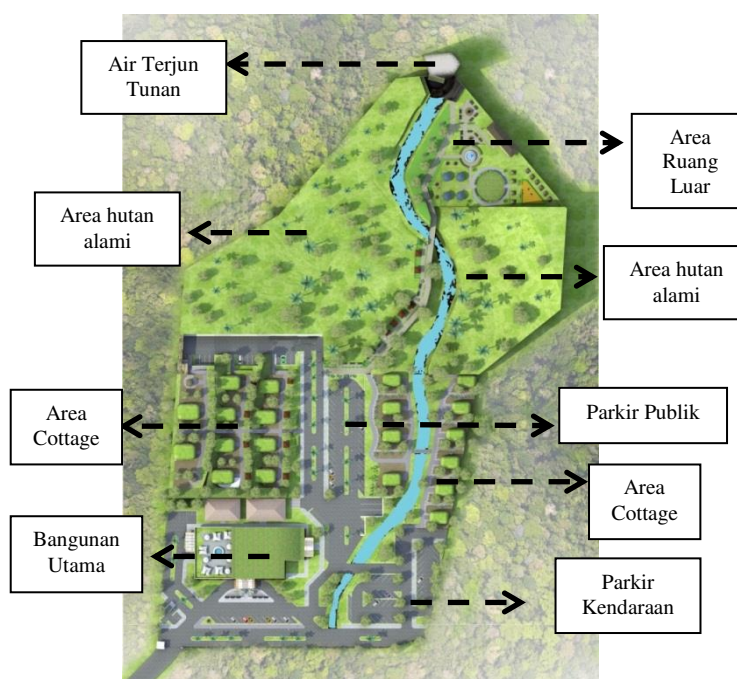 Air Terjun
Tunan
Area
Ruang
Luar
Area hutan
alami
Area hutan
alami
Area
Cottage
Parkir Publik
Area
Cottage
Bangunan
Utama
Parkir
Kendaraan